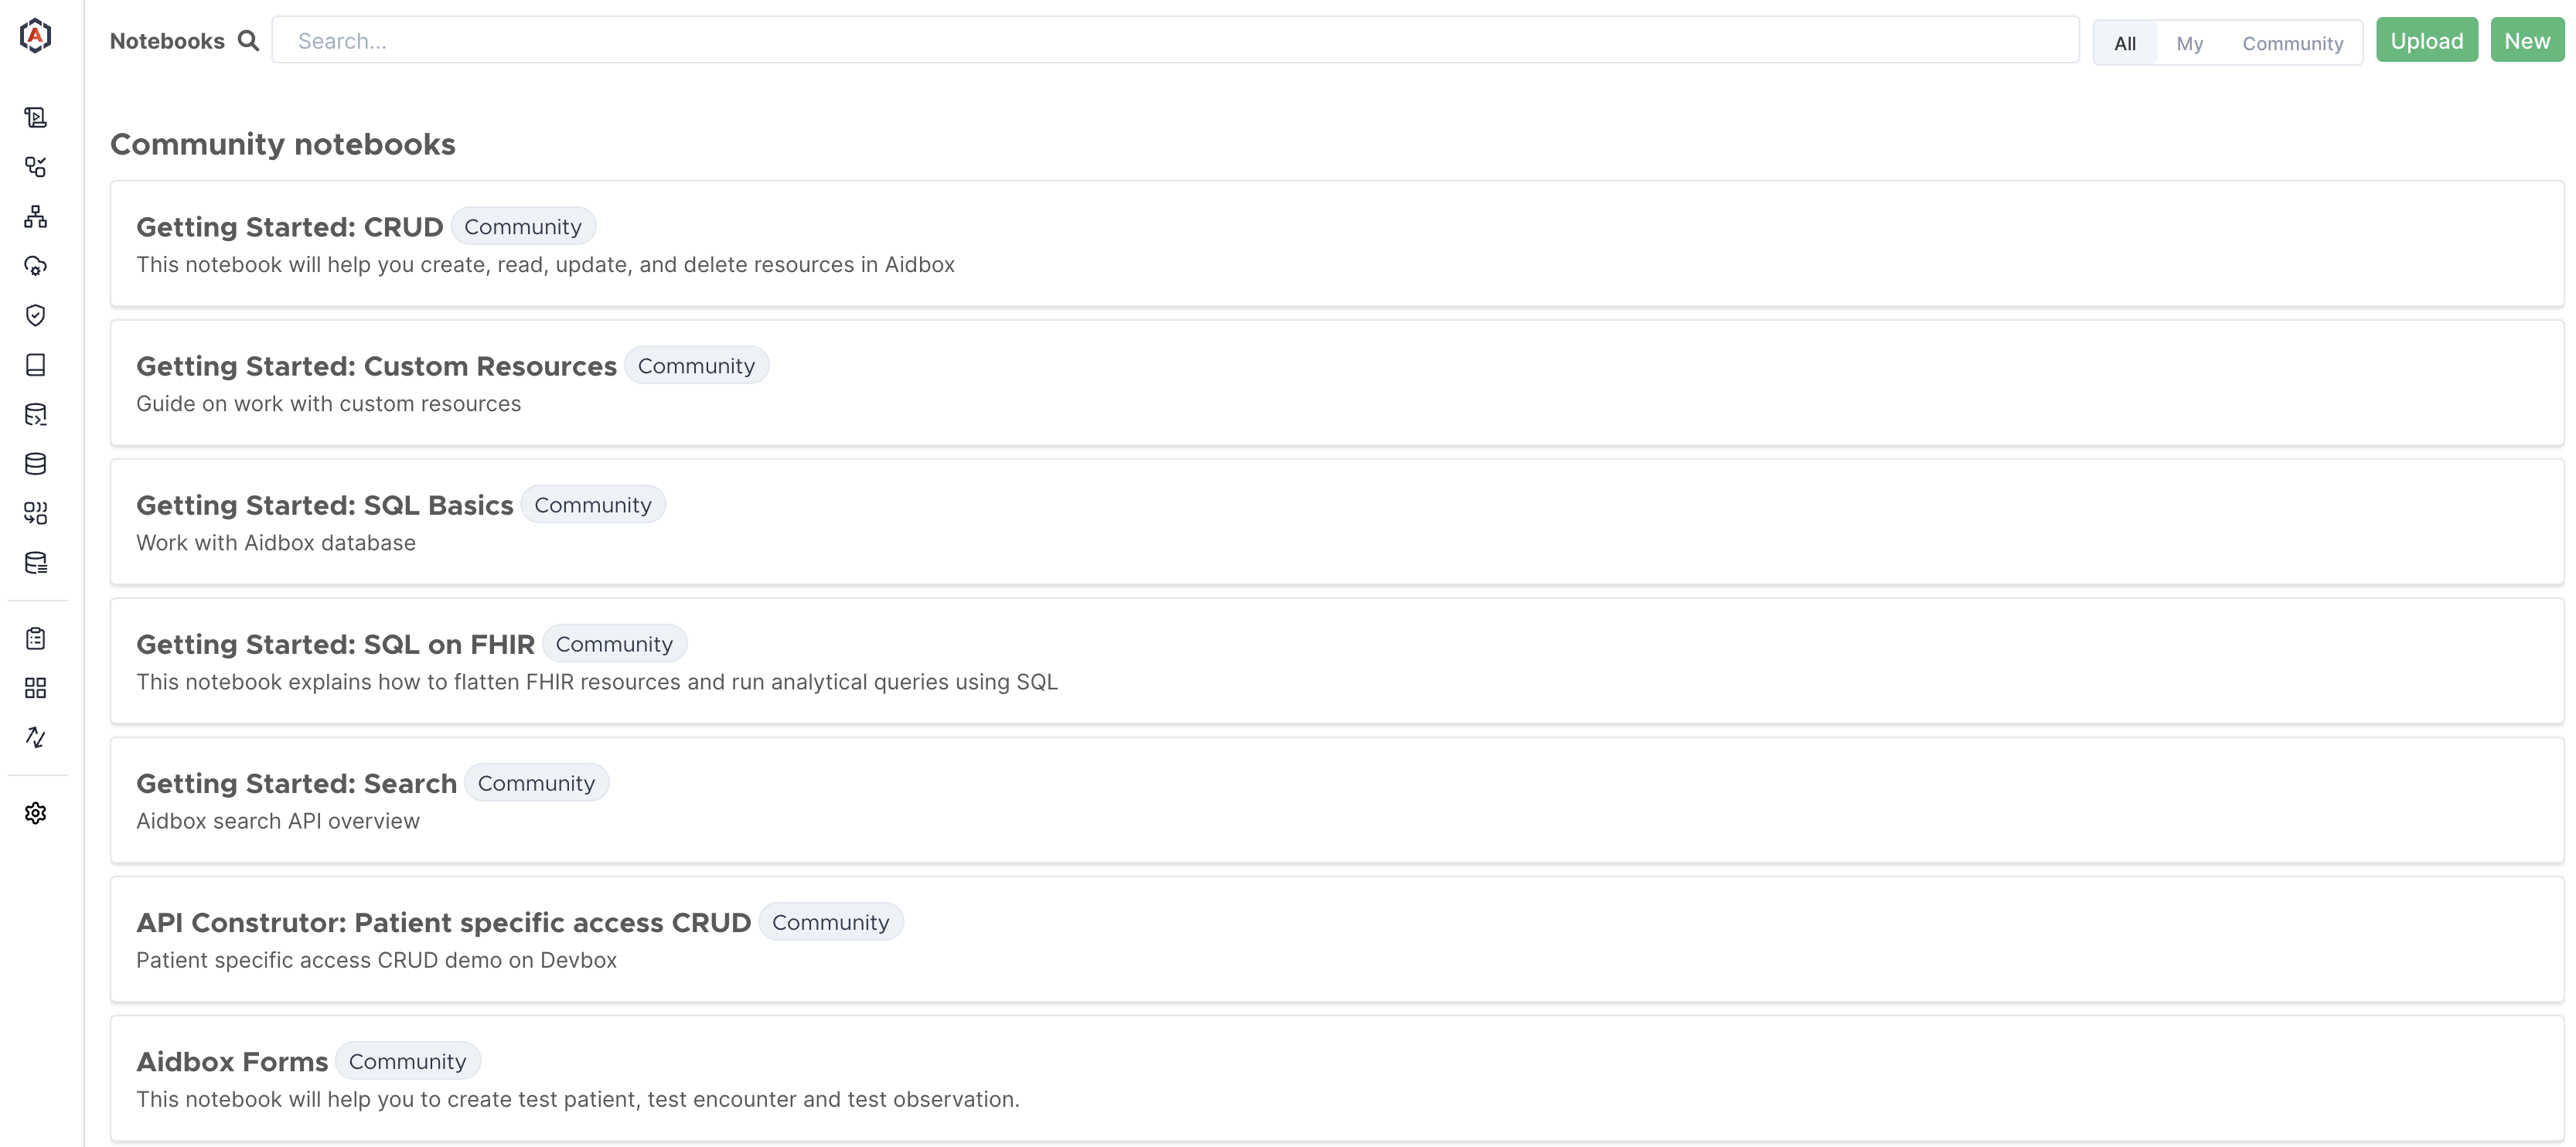 Notebooks
Search...
All
My
Community
Upload
New
Community notebooks
Getting Started: CRUD Community
This notebook will help you create, read, update, and delete resources in Aidbox
Getting Started: Custom Resources Community
Guide on work with custom resources
Getting Started: SQL Basics Community
Work with Aidbox database
Getting Started: SQL on FHIR Community
This notebook explains how to flatten FHIR resources and run analytical queries using SQL
Getting Started: Search Community
Aidbox search API overview
API Construtor: Patient specific access CRUD Community
Patient specific access CRUD demo on Devbox
Aidbox Forms Community
This notebook will help you to create test patient, test encounter and test observation.